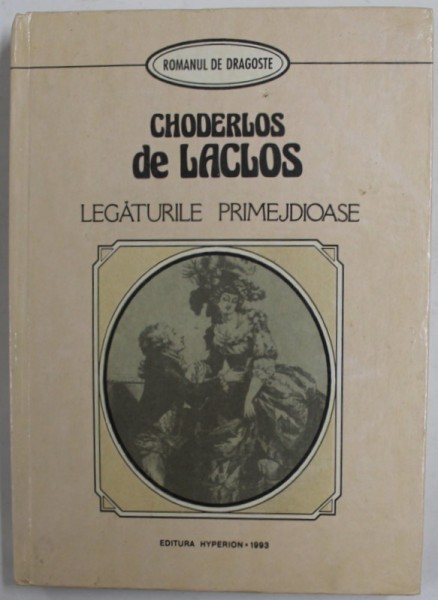 ROMANUL DE DRAGOSTE
CHODERLOS
de LACLOS
LEGĂTURILE PRIMEJDIOASE
EDITURA HYPERION • 1993